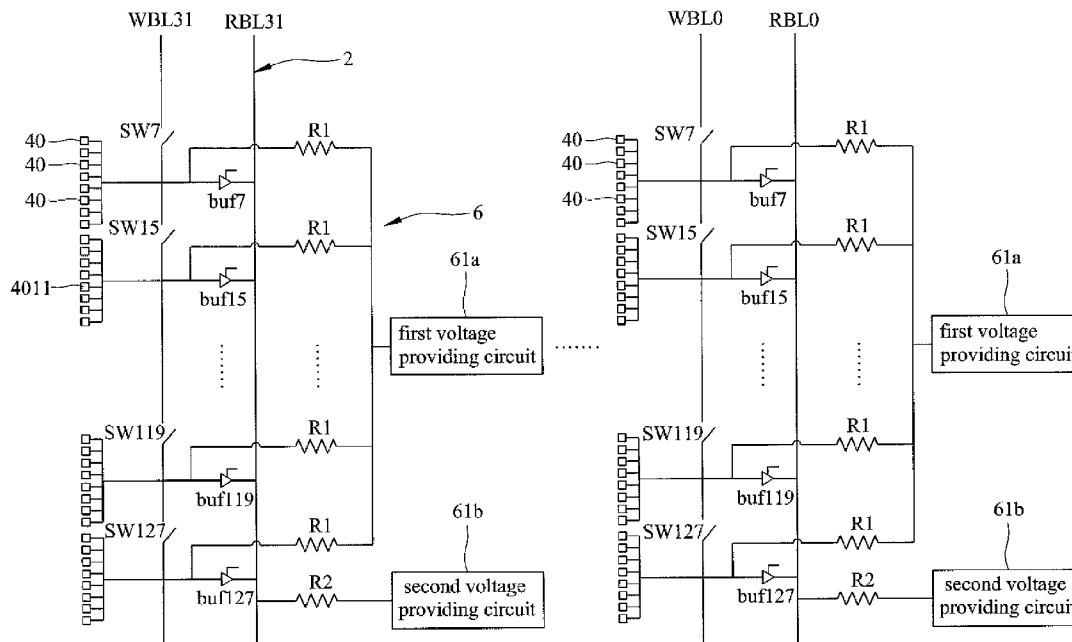 WBL31 RBL31
2
SW7
R1
40
40
40
buf7
6
SW15
R1
61a
4011
buf15
first voltage
providing circuit
SW119
R1
buf119
SW127
R1
61b
buf127
R2
second voltage
providing circuit
WBL0 RBL0
SW7
R1
40
40
40
buf7
SW15
R1
61a
buf15
first voltage
providing circuit
SW119
R1
buf119
SW127
R1
61b
buf127
R2
second voltage
providing circuit